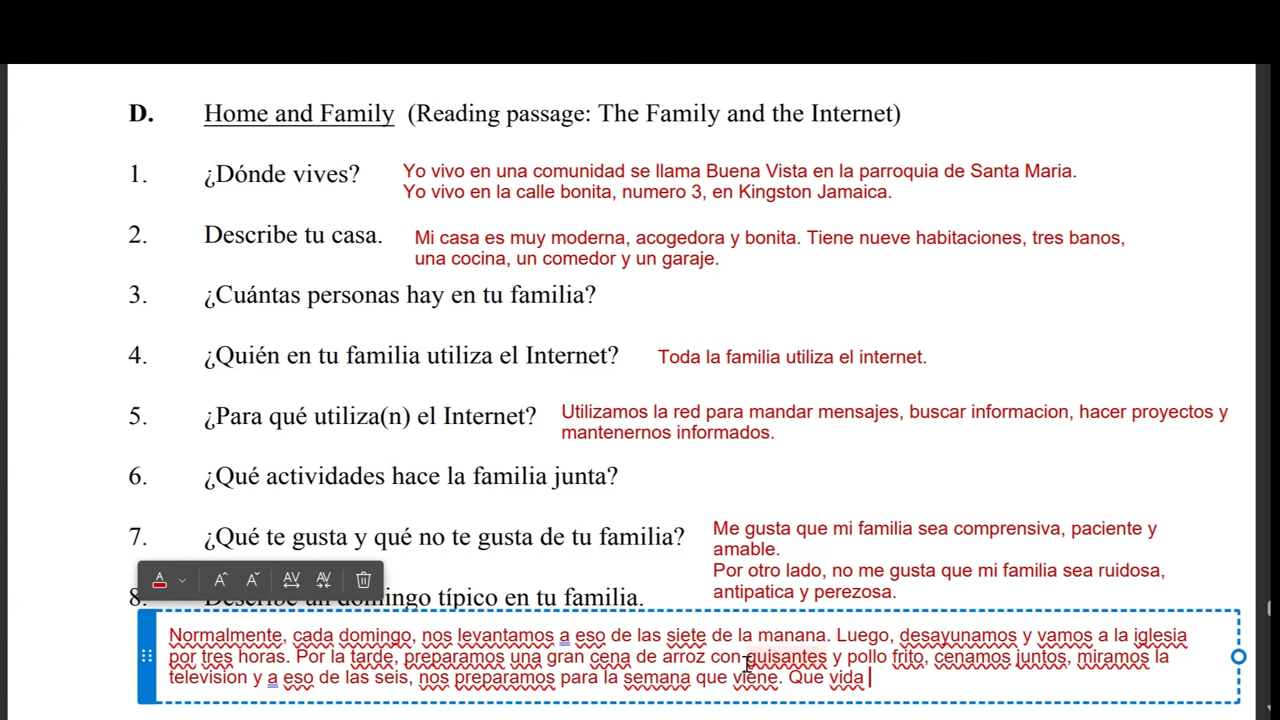 D. Home and Family (Reading passage: The Family and the Internet)
1. ¿Dónde vives? Yo vivo en una comunidad se llama Buena Vista en la parroquia de Santa Maria.
Yo vivo en la calle bonita, numero 3, en Kingston Jamaica.
2. Describe tu casa. Mi casa es muy moderna, acogedora y bonita. Tiene nueve habitaciones, tres banos,
una cocina, un comedor y un garaje.
3. ¿Cuántas personas hay en tu familia?
4. ¿Quién en tu familia utiliza el Internet? Toda la familia utiliza el internet.
5. ¿Para qué utiliza(n) el Internet? Utilizamos la red para mandar mensajes, buscar informacion, hacer proyectos y
mantenernos informados.
6. ¿Qué actividades hace la familia junta?
7. ¿Qué te gusta y qué no te gusta de tu familia? Me gusta que mi familia sea comprensiva, paciente y
amable.
Por otro lado, no me gusta que mi familia sea ruidosa,
antipatica y perezosa.
A A A AV AV
8. Describe un domingo típico en tu familia.
Normalmente, cada domingo, nos levantamos a eso de las siete de la manana. Luego, desayunamos y vamos a la iglesia
por tres horas. Por la tarde, preparamos una gran cena de arroz con guisantes y pollo frito, cenamos juntos, miramos la
television y a eso de las seis, nos preparamos para la semana que viene. Que vida